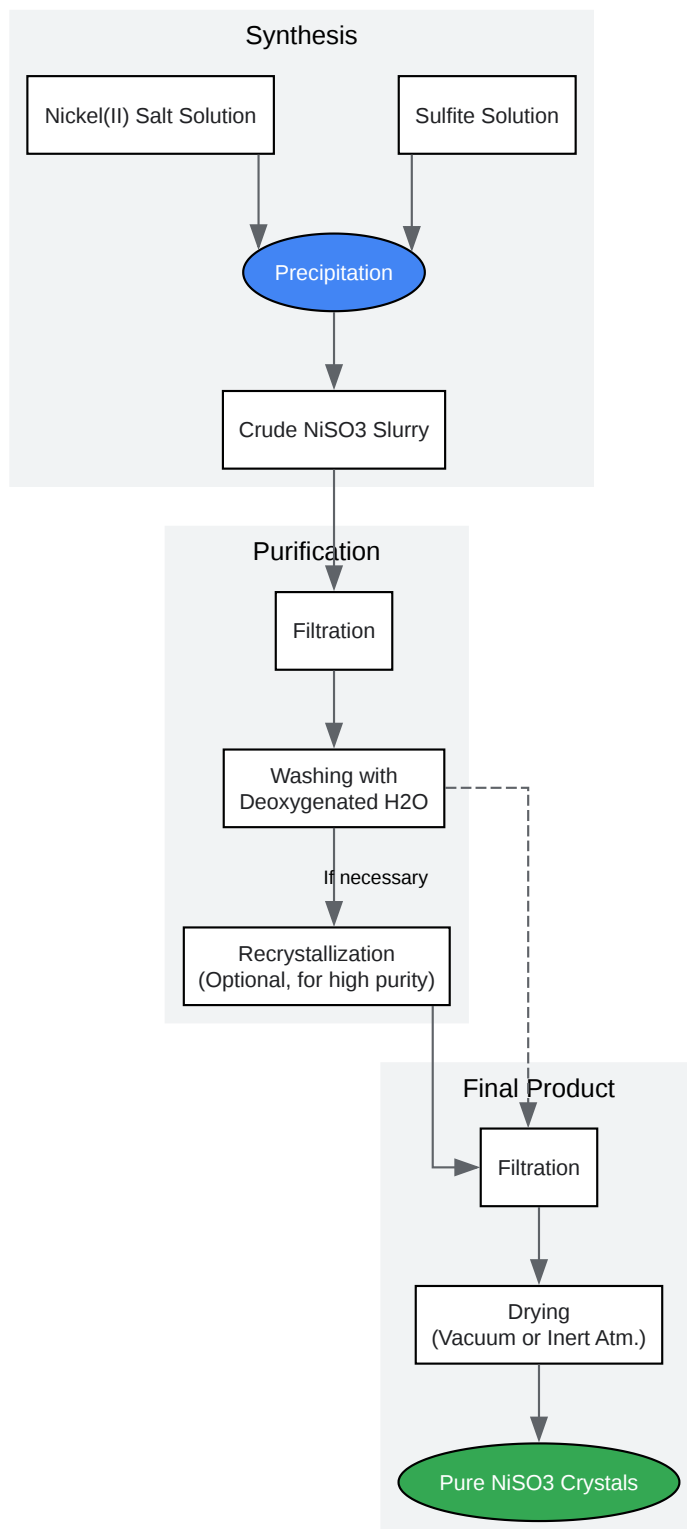 Synthesis
Nickel(II) Salt Solution
Sulfite Solution
Precipitation
Crude NiSO3 Slurry
Purification
Filtration
Washing with
Deoxygenated H2O
If necessary
Recrystallization
(Optional, for high purity)
Final Product
Filtration
Drying
(Vacuum or Inert Atm.)
Pure NiSO3 Crystals